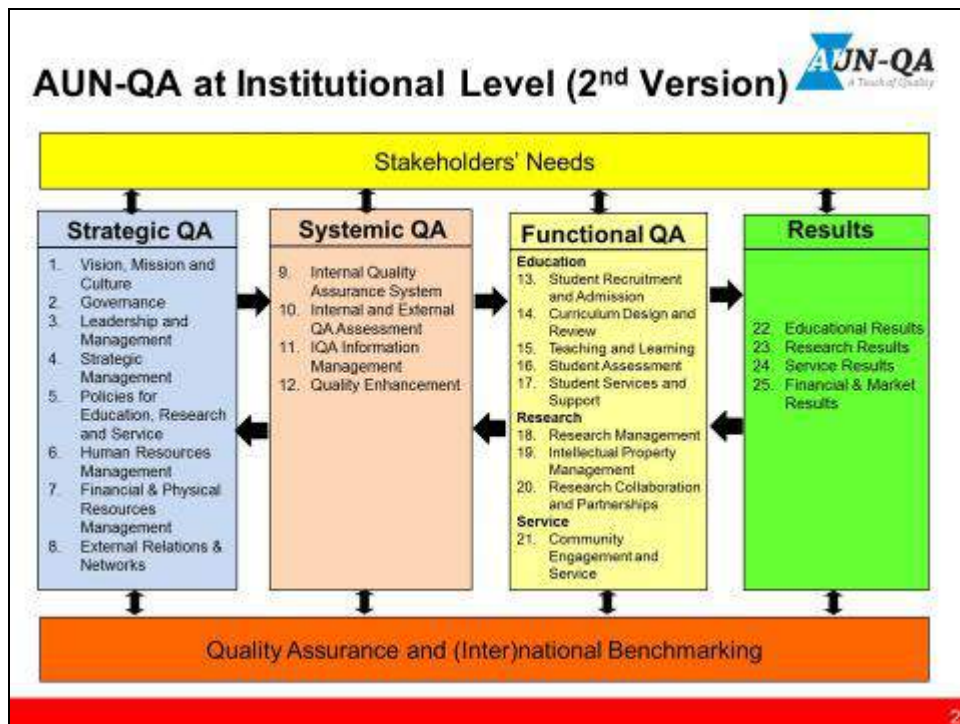 AUN-QA at Institutional Level (2nd Version)
AUN-QA
A Touch of Quality
Stakeholders' Needs
Strategic QA
1. Vision, Mission and
Culture
2. Governance
3. Leadership and
Management
4. Strategic
Management
5. Policies for
Education, Research
and Service
6. Human Resources
Management
7. Financial & Physical
Resources
Management
8. External Relations &
Networks
Systemic QA
9. Internal Quality
Assurance System
10. Internal and External
QA Assessment
11. IQA Information
Management
12. Quality Enhancement
Functional QA
Education
13. Student Recruitment
and Admission
14. Curriculum Design and
Review
15. Teaching and Learning
16. Student Assessment
17. Student Services and
Support
Research
18. Research Management
19. Intellectual Property
Management
20. Research Collaboration
and Partnerships
Service
21. Community
Engagement and
Service
Results
22. Educational Results
23. Research Results
24. Service Results
25. Financial & Market
Results
Quality Assurance and (Inter)national Benchmarking